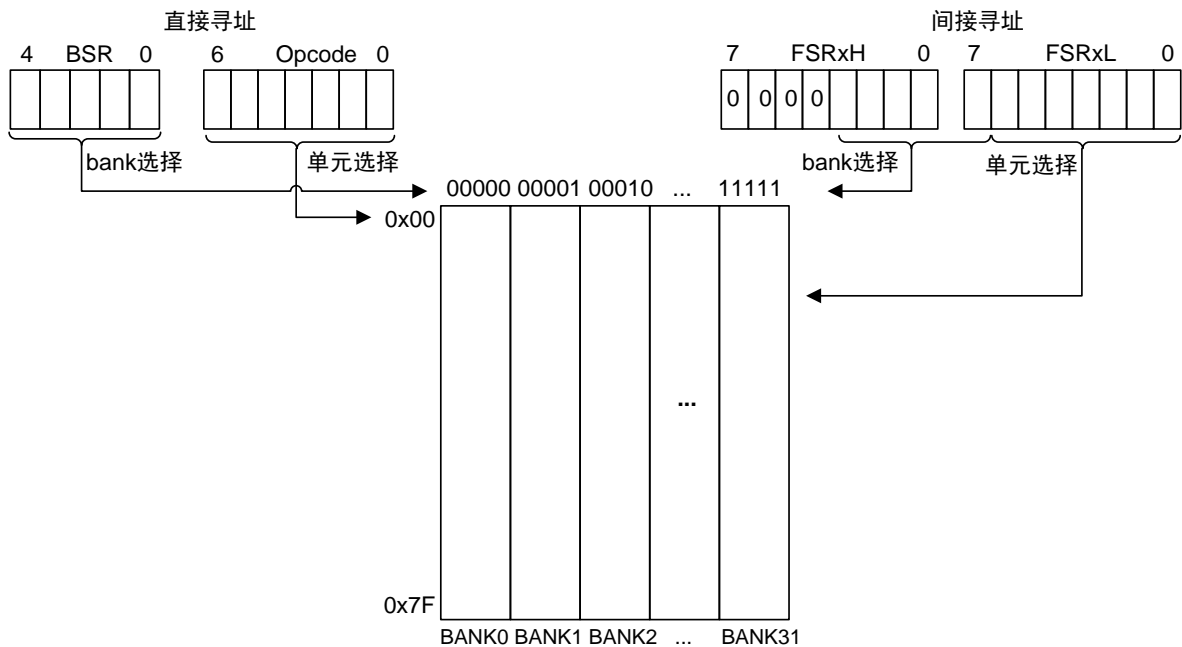 直接寻址
间接寻址
4 BSR 0
6 Opcode 0
7 FSRxH 0
7 FSRxL 0
0 0 0 0
bank选择
单元选择
bank选择
单元选择
00000 00001 00010 ... 11111
0x00
...
0x7F
BANK0 BANK1 BANK2 ... BANK31